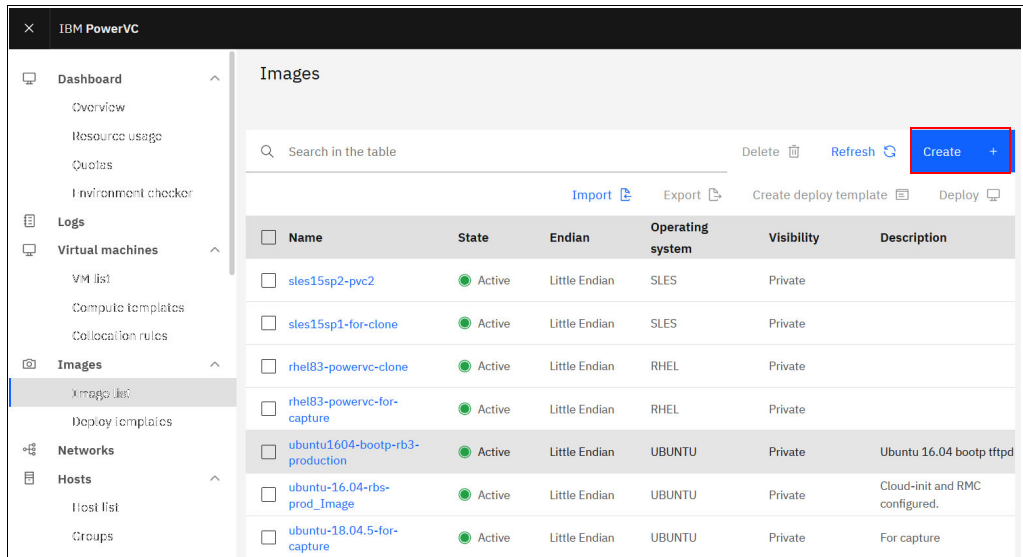 IBM PowerVC
Dashboard
Overview
Resource usage
Quotas
Environment checker
Logs
Virtual machines
VM list
Compute templates
Collocation rules
Images
Image list
Deploy templates
Networks
Hosts
Host list
Groups
Images
Search in the table
Delete
Refresh
Create +
Import
Export
Create deploy template
Deploy
Name State Endian Operating system Visibility Description
sles15sp2-pvc2 Active Little Endian SLES Private
sles15sp1-for-clone Active Little Endian SLES Private
rhel83-powervc-clone Active Little Endian RHEL Private
rhel83-powervc-for-
capture Active Little Endian RHEL Private
ubuntu1604-bootp-rb3-
production Active Little Endian UBUNTU Private Ubuntu 16.04 bootp tftpd
ubuntu-16.04-rbs-
prod_Image Active Little Endian UBUNTU Private Cloud-init and RMC
configured.
ubuntu-18.04.5-for-
capture Active Little Endian UBUNTU Private For capture